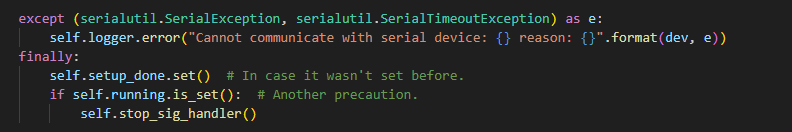 except (serialutil.SerialException, serialutil.SerialTimeoutException) as e:
    self.logger.error("Cannot communicate with serial device: {} reason: {}".format(dev, e))
finally:
    self.setup_done.set()  # In case it wasn't set before.
    if self.running.is_set():  # Another precaution.
        self.stop_sig_handler()